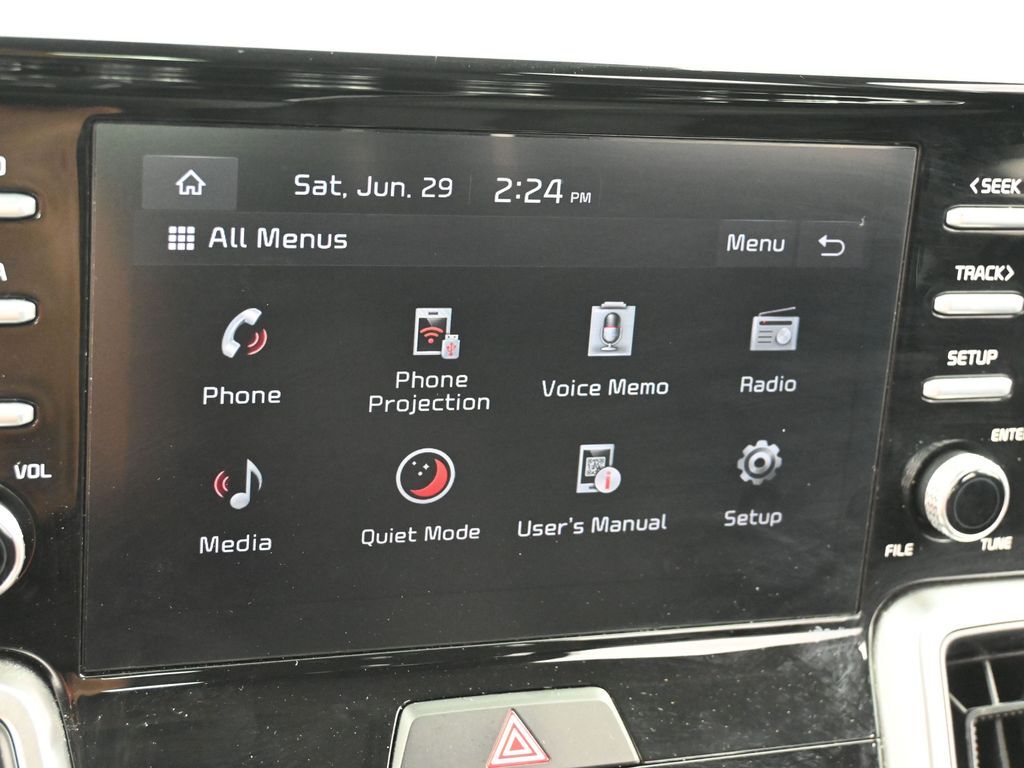 Sat, Jun. 29 2:24 PM
All Menus Menu
Phone
Phone
Projection
Voice Memo
Radio
Media
Quiet Mode
User's Manual
Setup
VOL
<SEEK
TRACK>
SETUP
FILE
TUNE